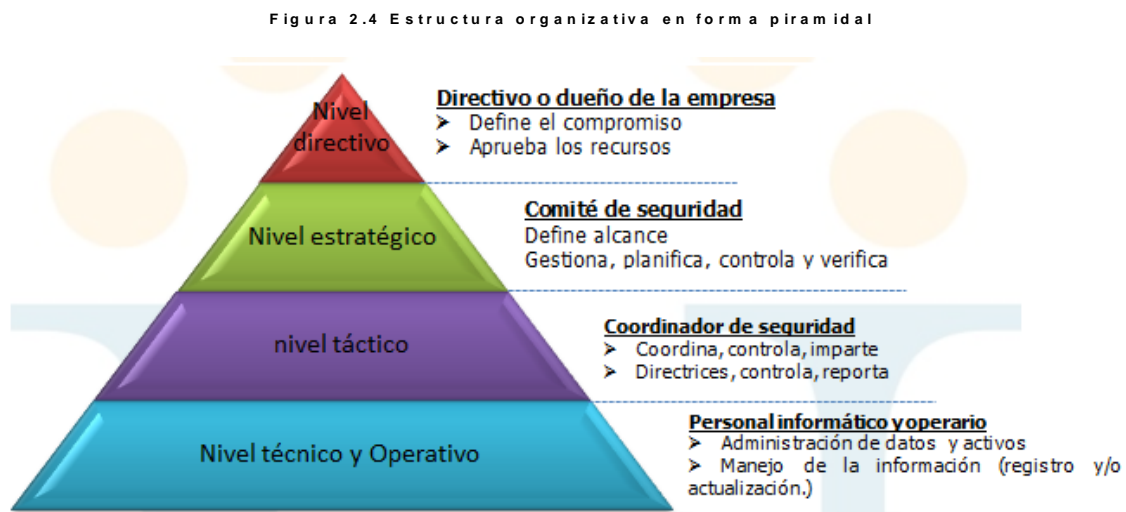 Figura 2.4 Estructura organizativa en forma piramidal
Nivel
directivo
Directivo o dueño de la empresa
➤ Define el compromiso
➤ Aprueba los recursos
Nivel estratégico
Comité de seguridad
Define alcance
Gestiona, planifica, controla y verifica
nivel táctico
Coordinador de seguridad
➤ Coordina, controla, imparte
➤ Directrices, controla, reporta
Nivel técnico y Operativo
Personal informático y operario
➤ Administración de datos y activos
➤ Manejo de la información (registro y/o
actualización.)